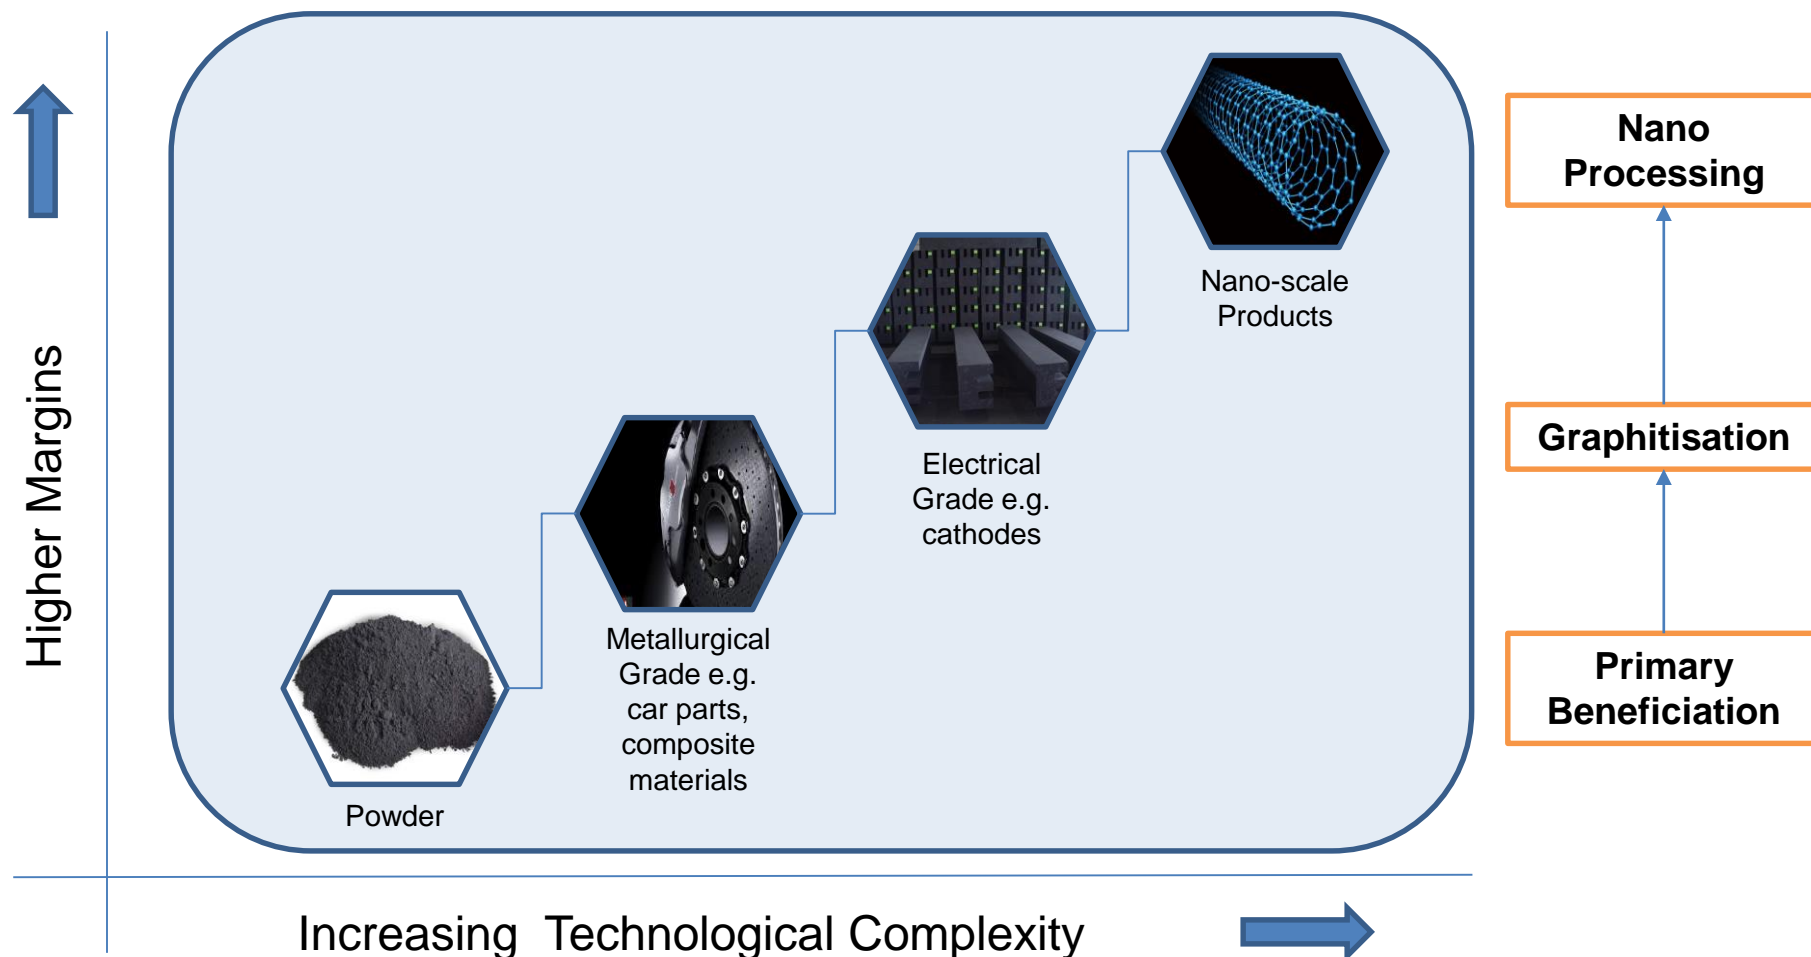 Higher Margins
Nano-scale
Products
Electrical
Grade e.g.
cathodes
Metallurgical
Grade e.g.
car parts,
composite
materials
Powder
Increasing  Technological Complexity
Nano
Processing
Graphitisation
Primary
Beneficiation